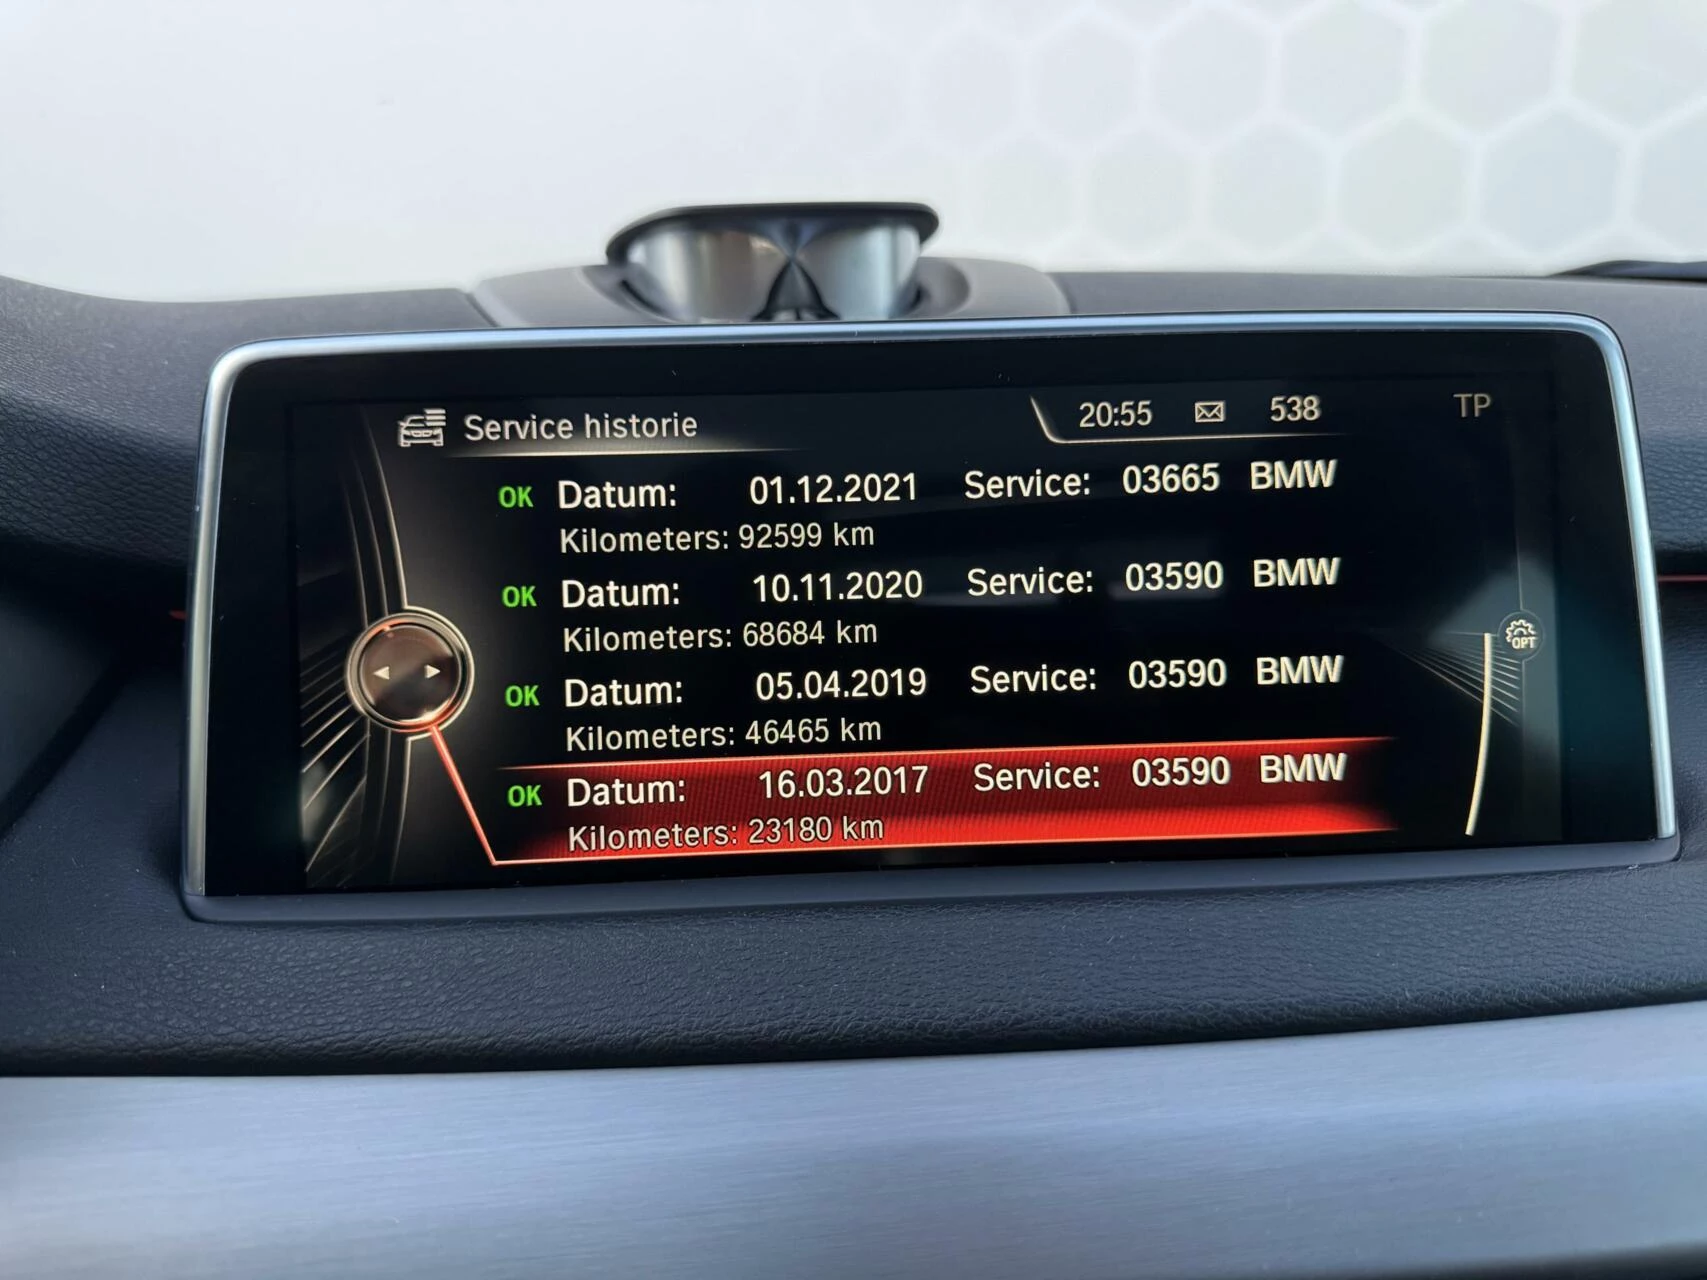 Service historie 20:55 538 TP
OK Datum: 01.12.2021 Service: 03665 BMW
Kilometers: 92599 km
OK Datum: 10.11.2020 Service: 03590 BMW
Kilometers: 68684 km
OPT
OK Datum: 05.04.2019 Service: 03590 BMW
Kilometers: 46465 km
OK Datum: 16.03.2017 Service: 03590 BMW
Kilometers: 23180 km